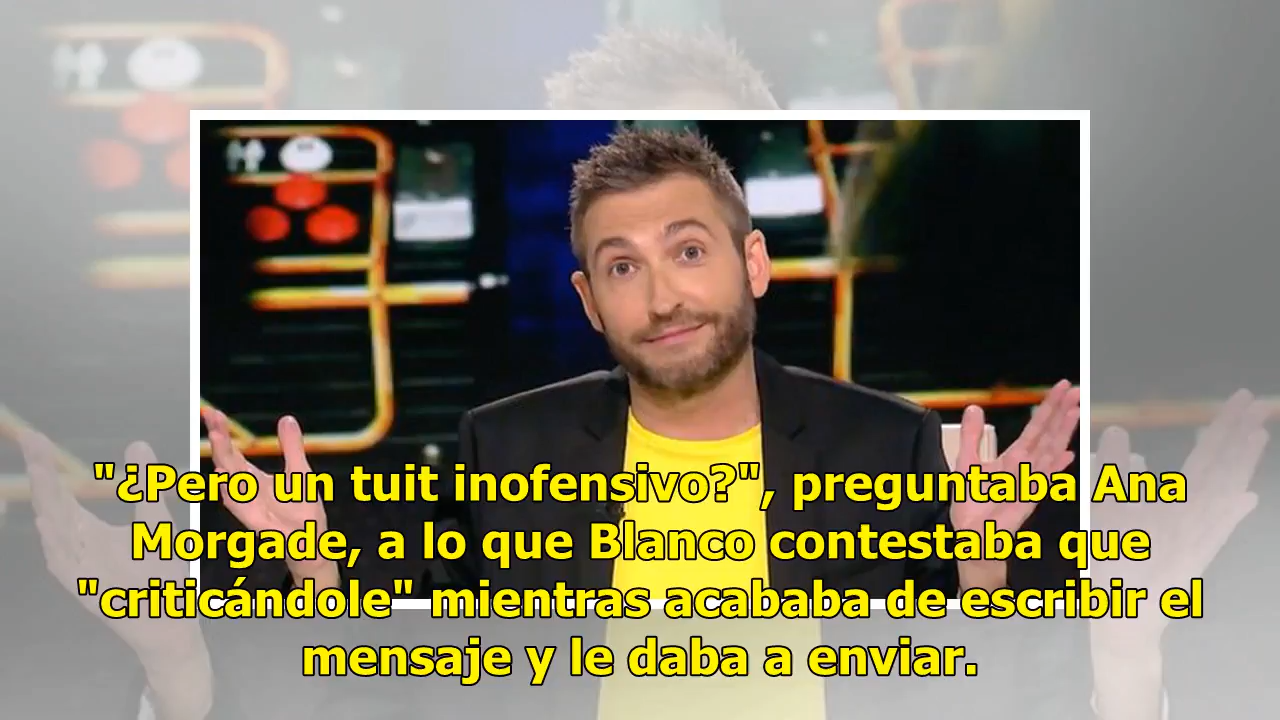 "¿Pero un tuit inofensivo?", preguntaba Ana
Morgade, a lo que Blanco contestaba que
"criticándole" mientras acababa de escribir el
mensaje y le daba a enviar.